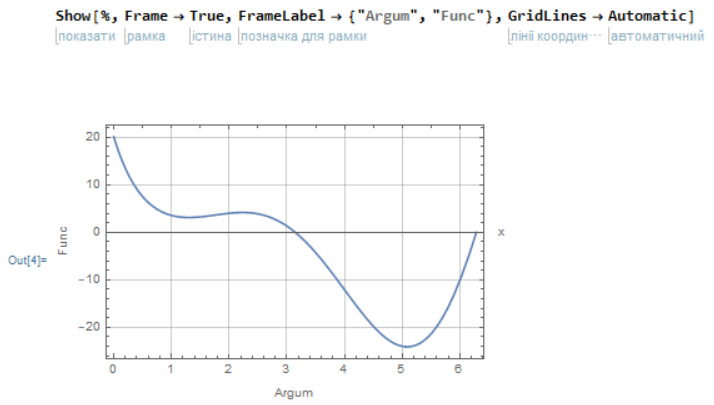 Show[%, Frame → True, FrameLabel → {"Argum", "Func"}, GridLines → Automatic]
показати рамка істина позначка для рамки лінії координ⋯ автоматичний
20
10
0
-10
-20
Func
x
Out[4]=
0 1 2 3 4 5 6
Argum